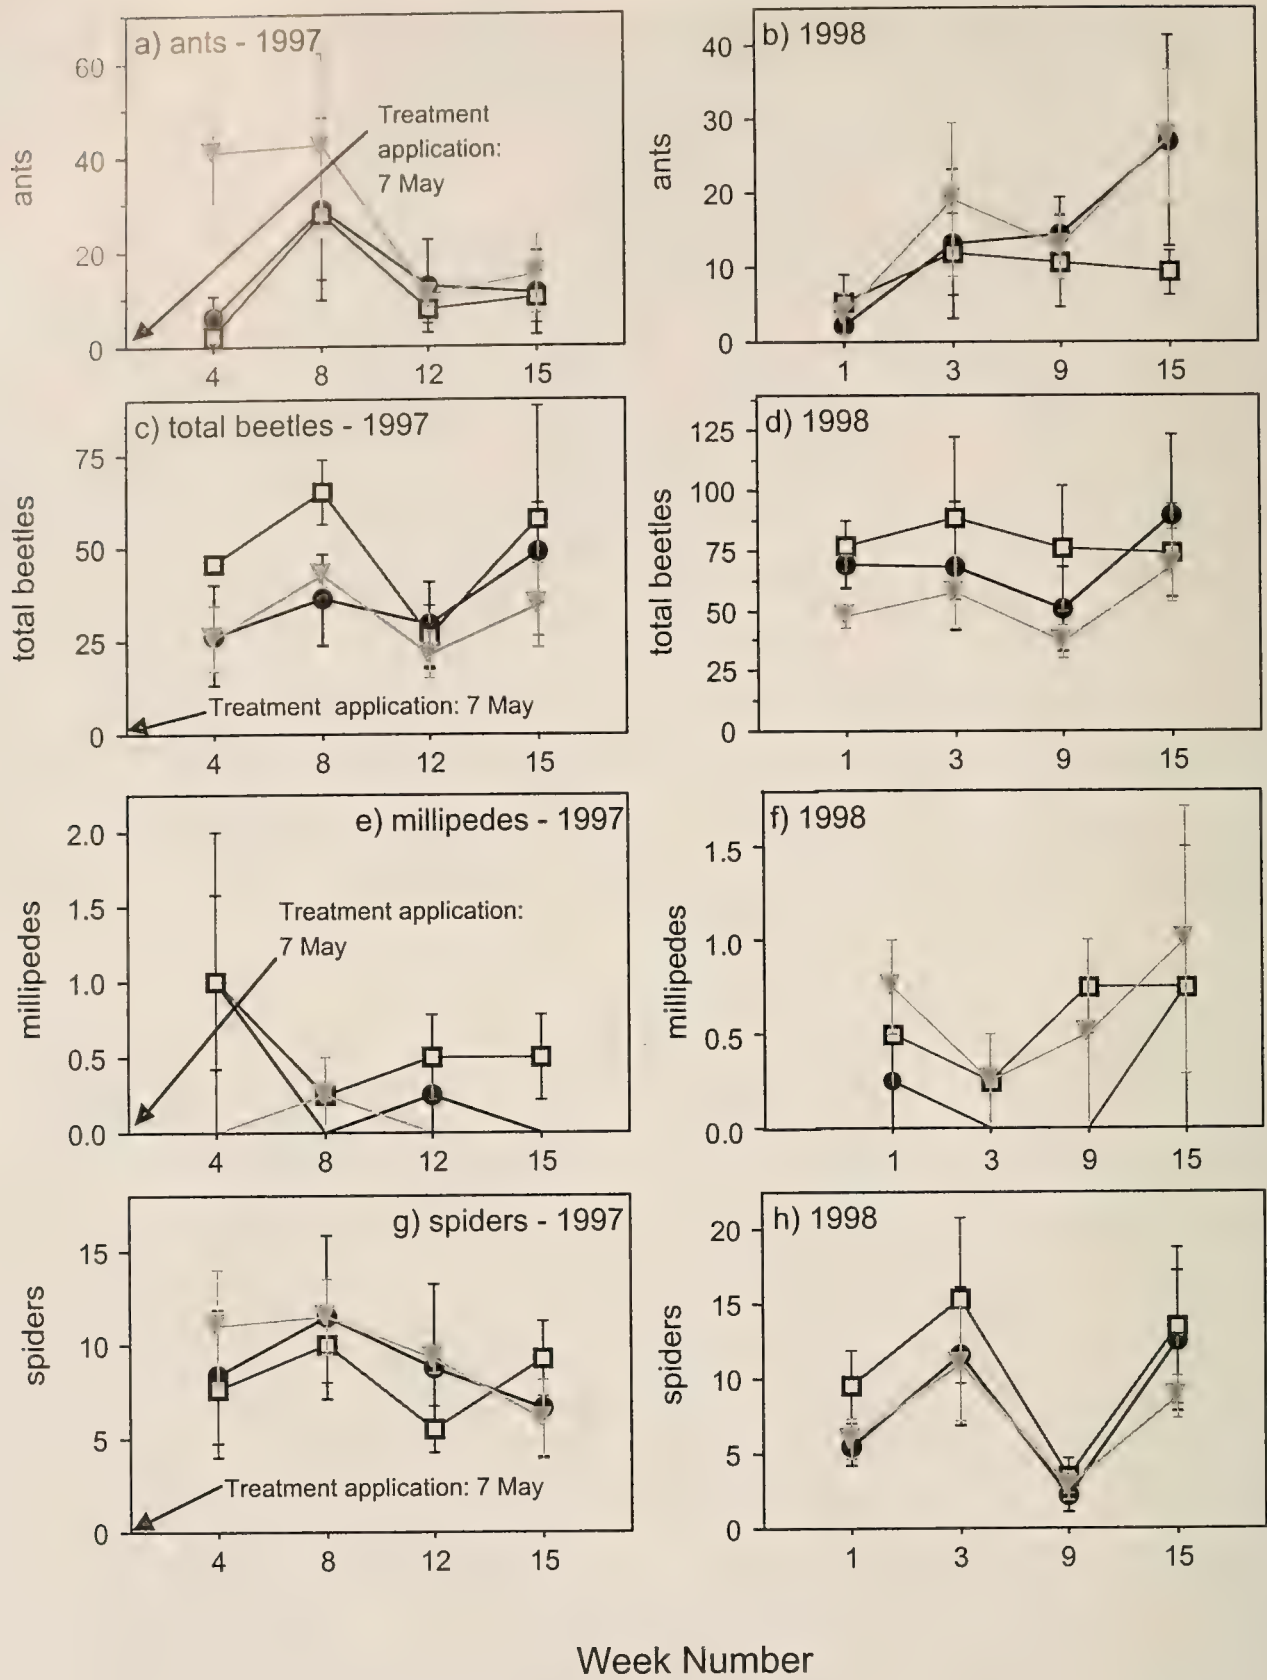 a) ants - 1997
ants
60
40
20
0
Treatment
application:
7 May
4 8 12 15
b) 1998
ants
40
30
20
10
0
1 3 9 15
c) total beetles - 1997
total beetles
75
50
25
0
Treatment application: 7 May
4 8 12 15
d) 1998
total beetles
125
100
75
50
25
0
1 3 9 15
e) millipedes - 1997
millipedes
2.0
1.5
1.0
0.5
0.0
Treatment application:
7 May
4 8 12 15
f) 1998
millipedes
1.5
1.0
0.5
0.0
1 3 9 15
g) spiders - 1997
spiders
15
10
5
0
Treatment application: 7 May
4 8 12 15
h) 1998
spiders
20
15
10
5
0
1 3 9 15
Week Number